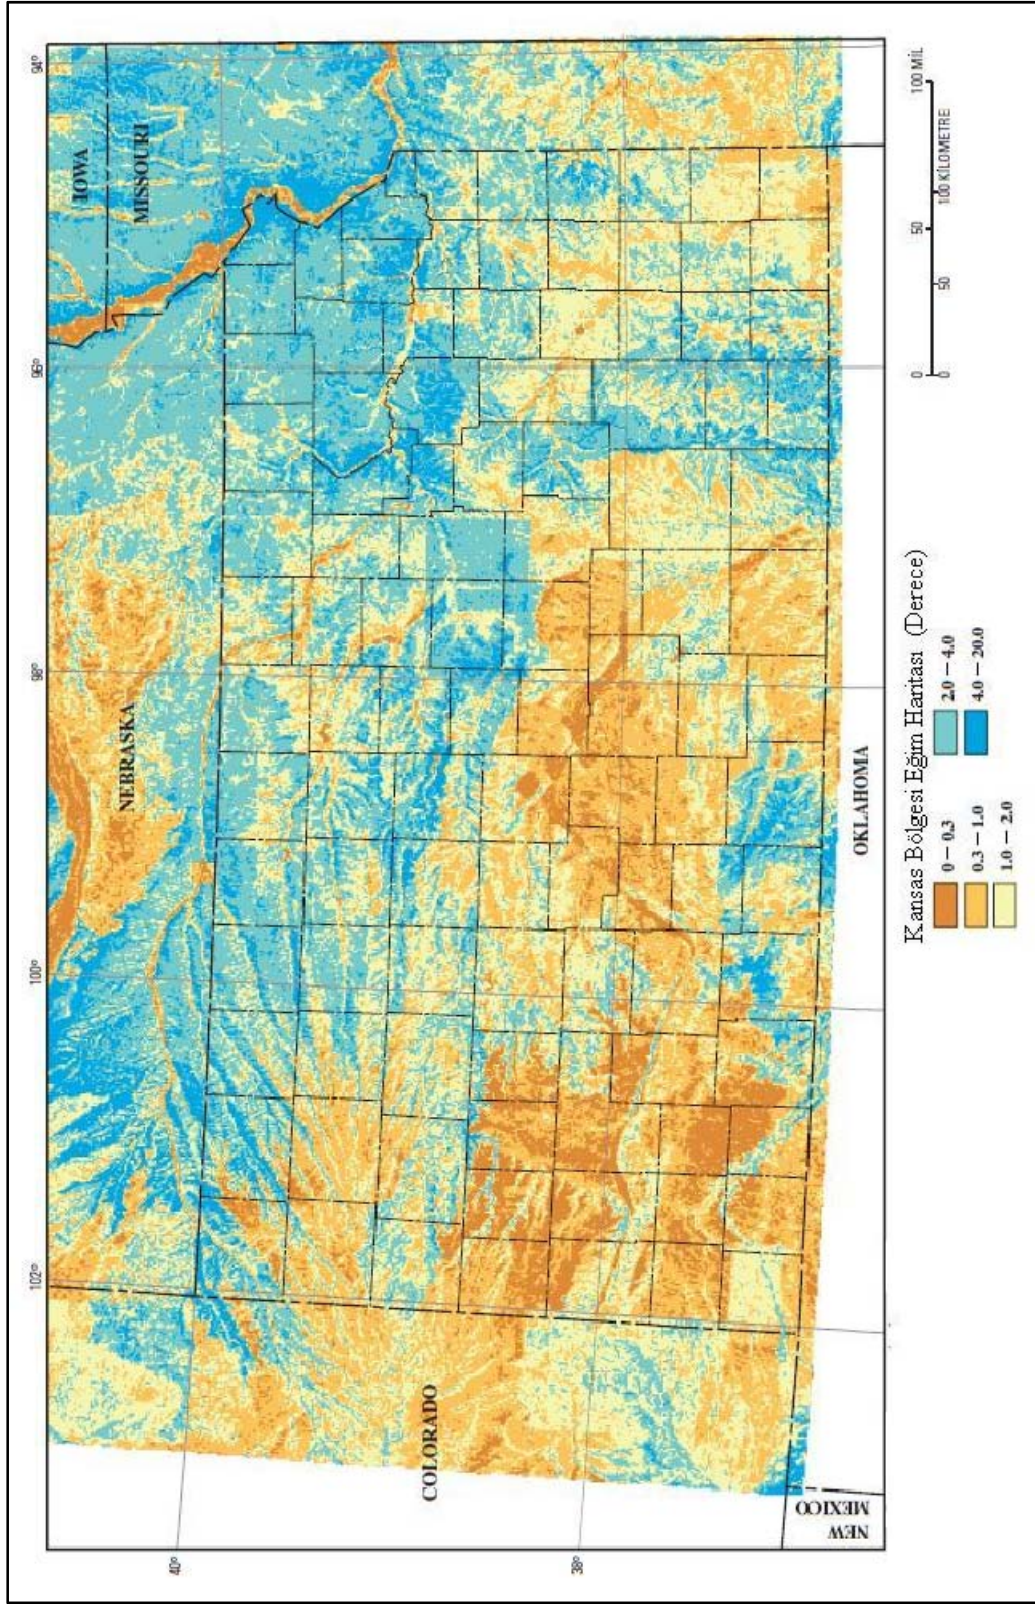 102°
100°
98°
96°
94°
IOWA
MISSOURI
NEBRASKA
40°
COLORADO
38°
NEW
MEXICO
OKLAHOMA
Kansas Bölgesi Eğim Haritası (Derece)
0 – 0.3
0.3 – 1.0
1.0 – 2.0
2.0 – 4.0
4.0 – 20.0
0 50 100 MİL
0 50 100 KİLOMETRE